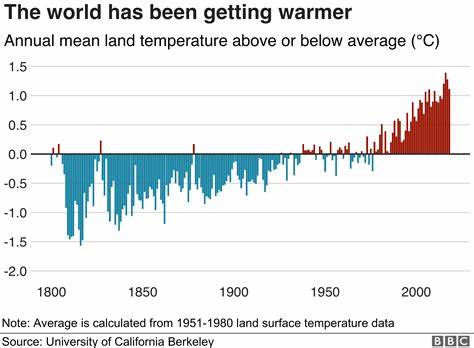 The world has been getting warmer
Annual mean land temperature above or below average (°C)
1.5
1.0
0.5
0.0
-0.5
-1.0
-1.5
-2.0
1800 1850 1900 1950 2000
Note: Average is calculated from 1951-1980 land surface temperature data
Source: University of California Berkeley BBC